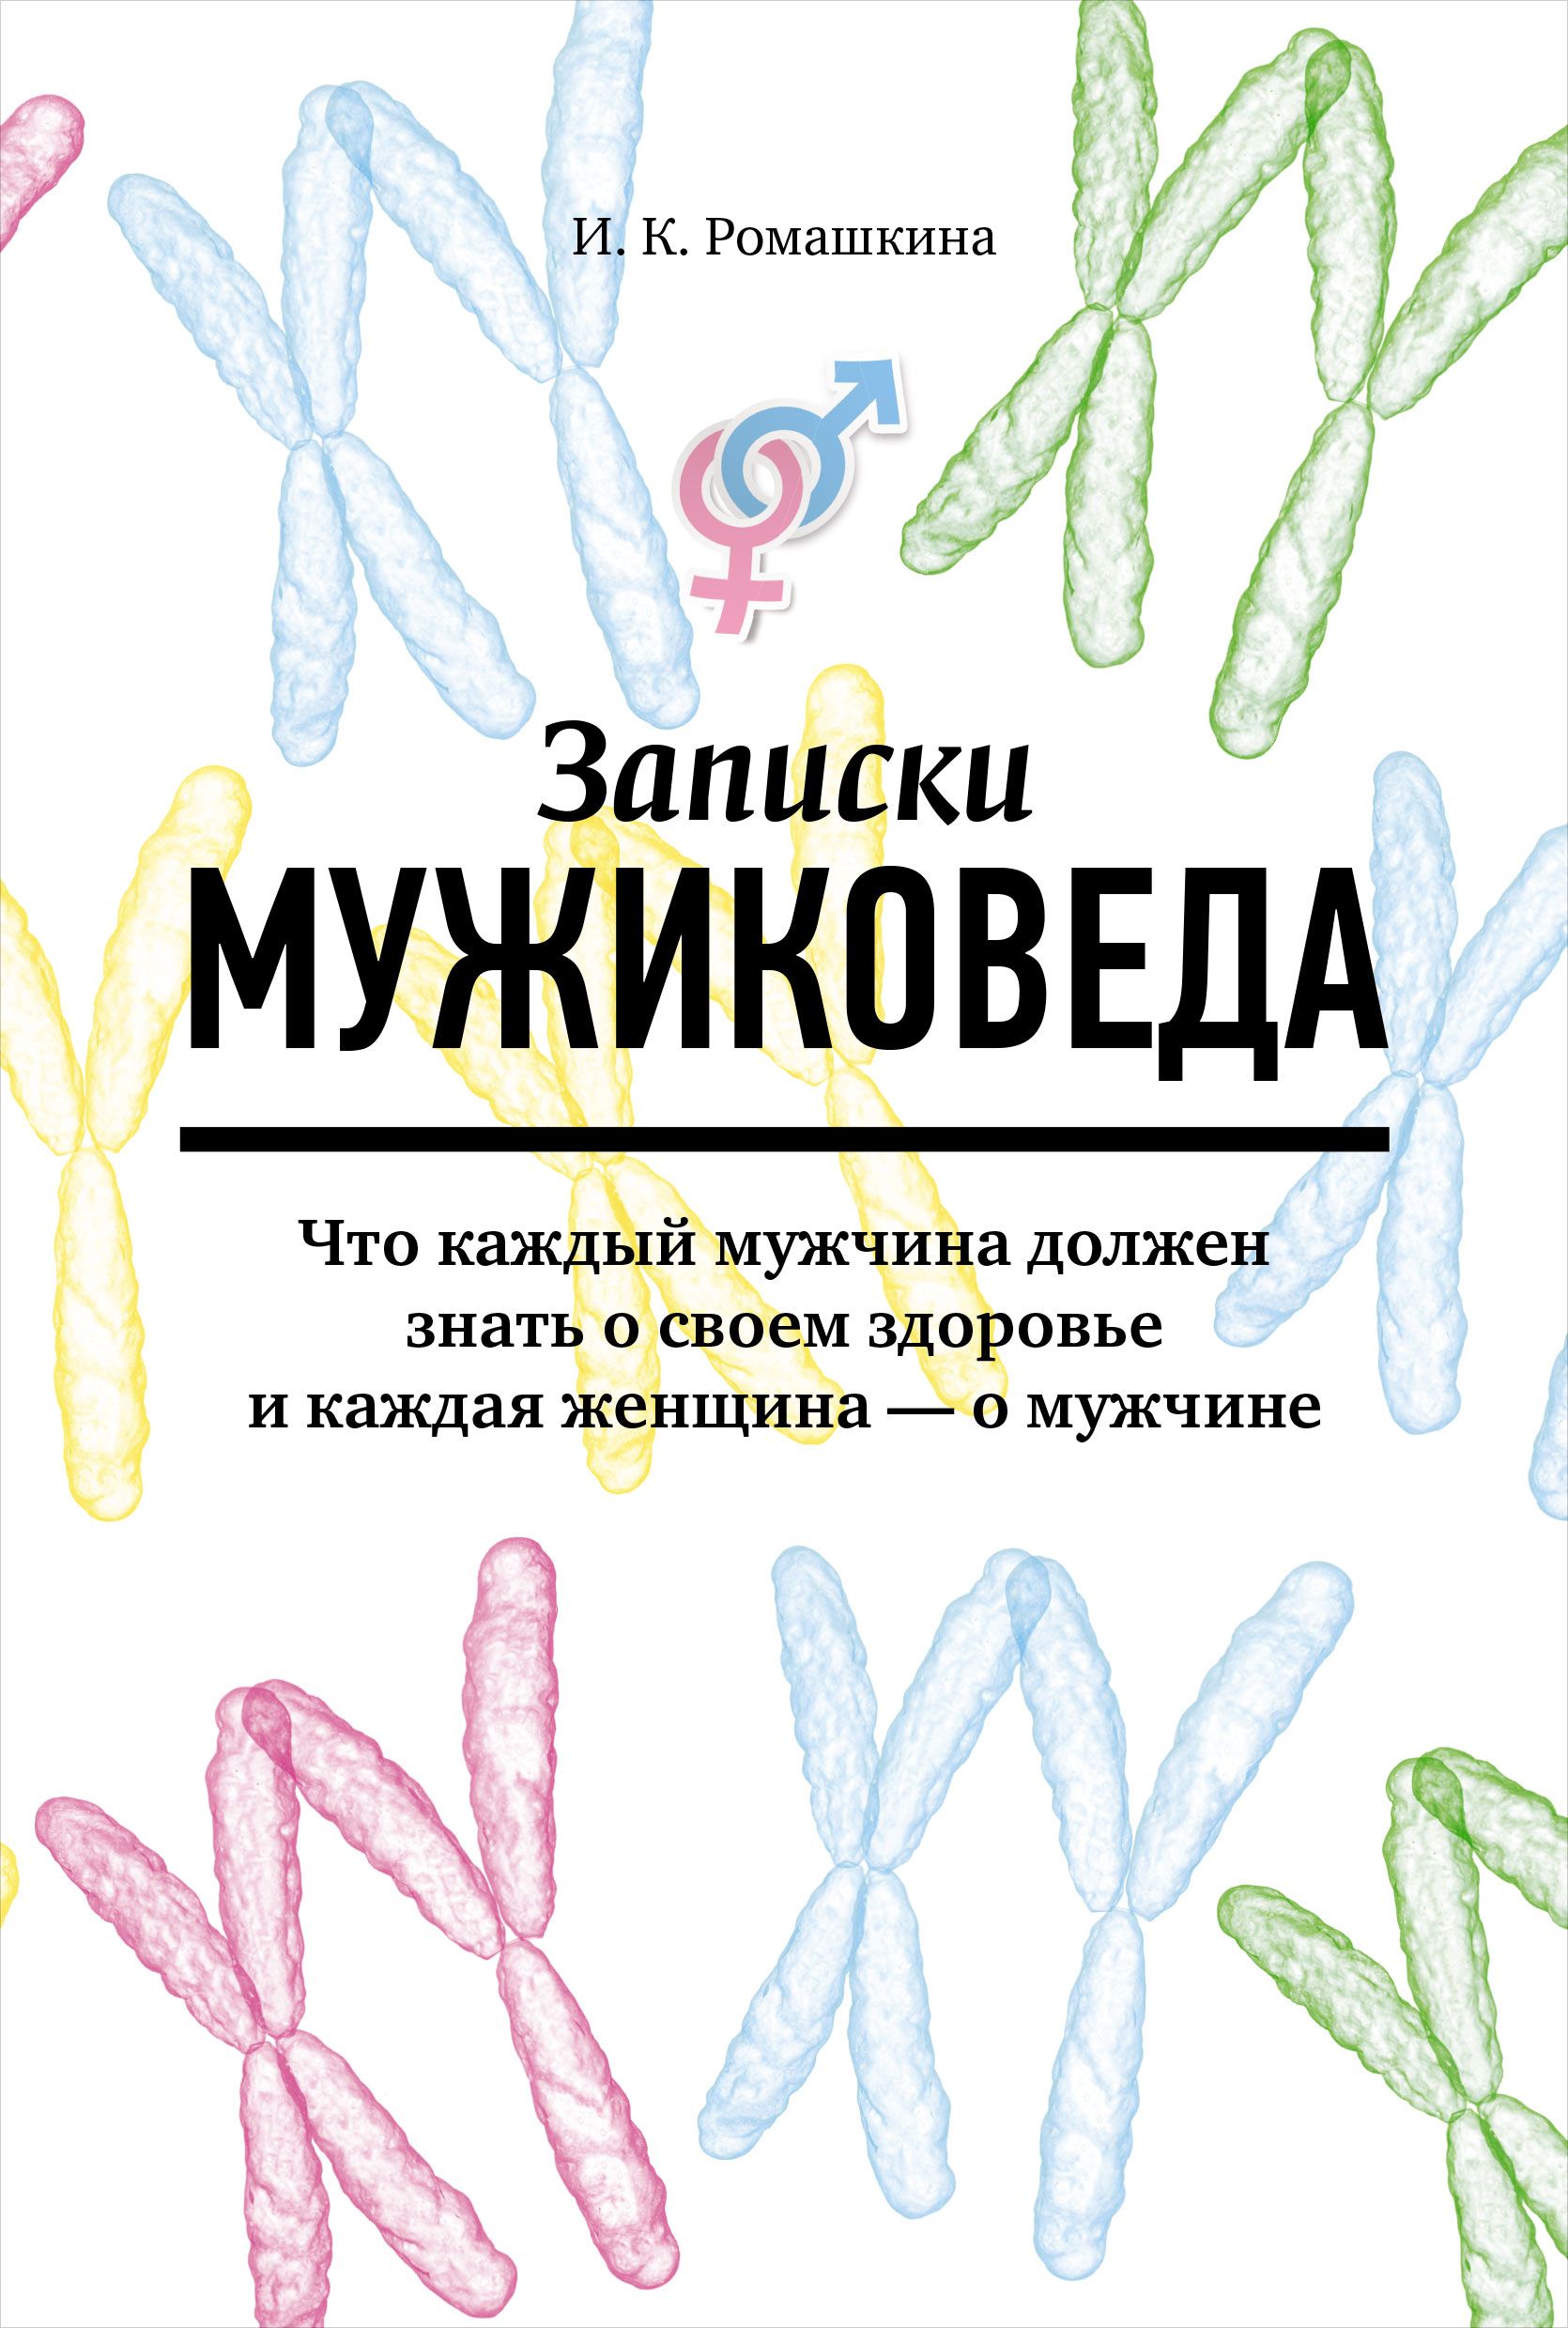 И. К. Ромашкина
Записки
МУЖИКОВЕДА
Что каждый мужчина должен
знать о своем здоровье
и каждая женщина — о мужчине